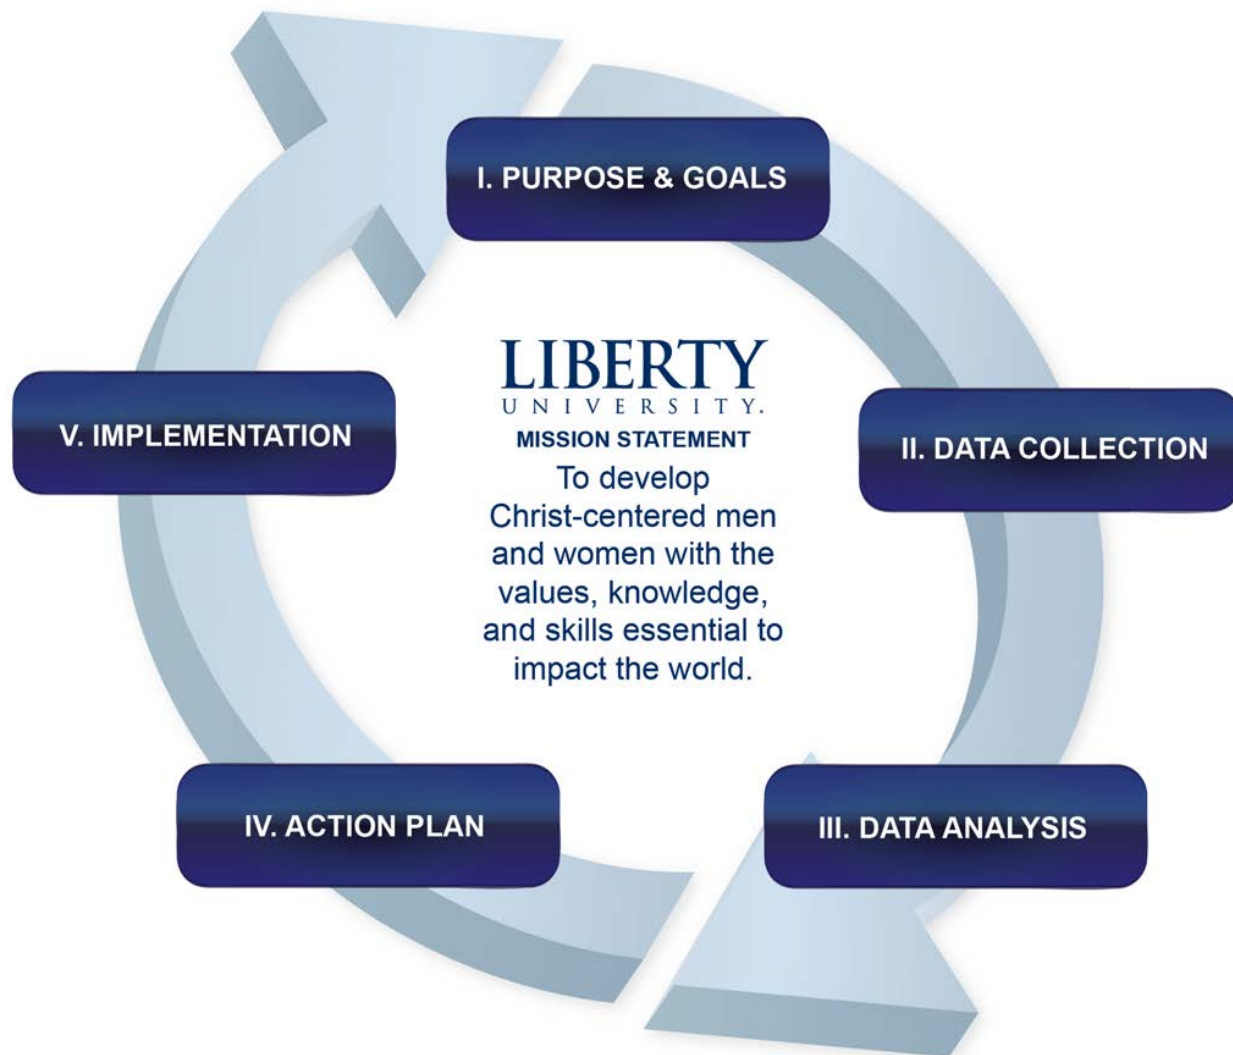 I. PURPOSE & GOALS
II. DATA COLLECTION
III. DATA ANALYSIS
IV. ACTION PLAN
V. IMPLEMENTATION
LIBERTY
UNIVERSITY.
MISSION STATEMENT
To develop
Christ-centered men
and women with the
values, knowledge,
and skills essential to
impact the world.